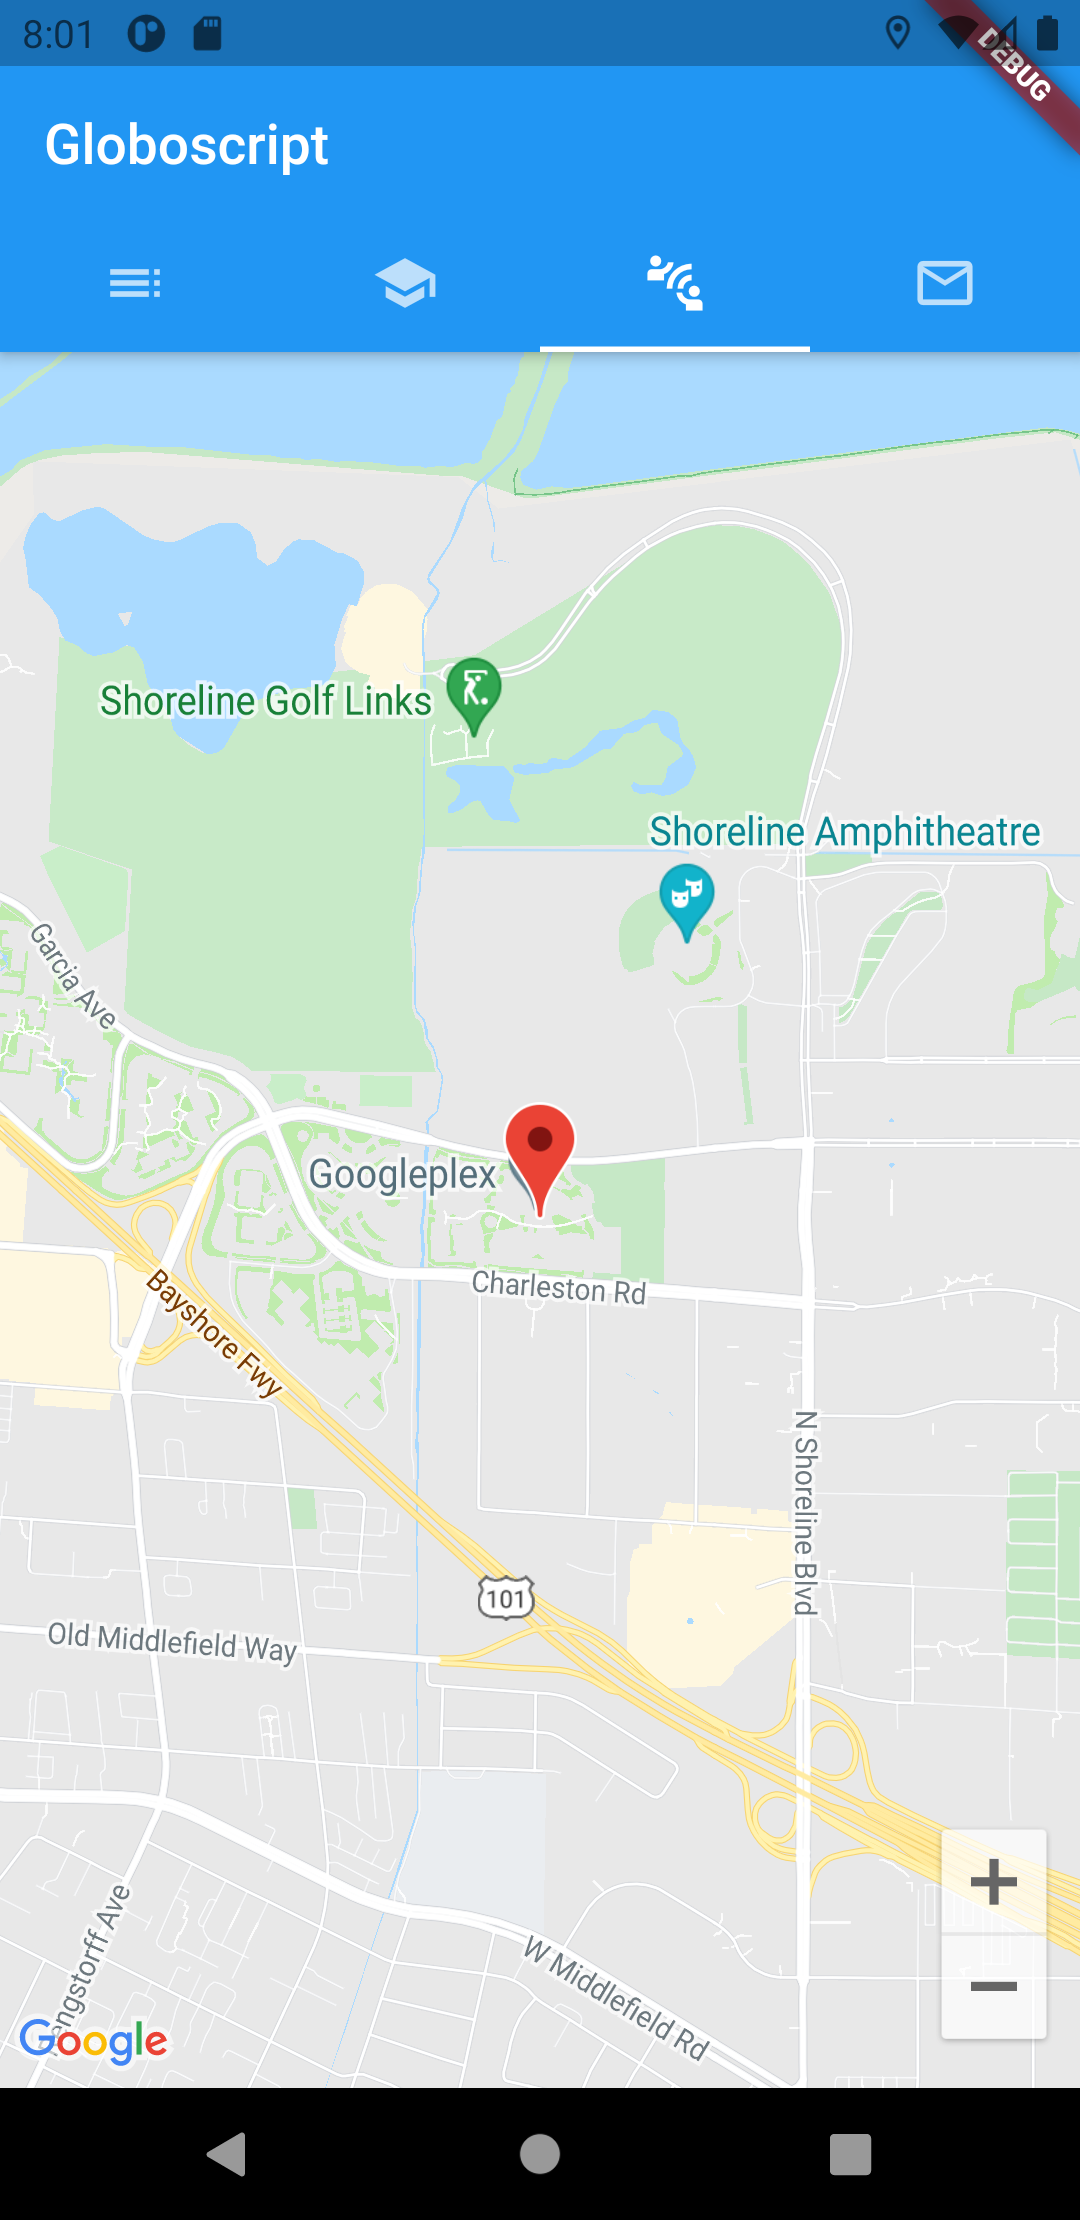 8:01
DEBUG
Globoscript
Shoreline Golf Links
Shoreline Amphitheatre
Garcia Ave
Googleplex
Charleston Rd
Bayshore Fwy
N Shoreline Blvd
101
Old Middlefield Way
W Middlefield Rd
Ave
Google